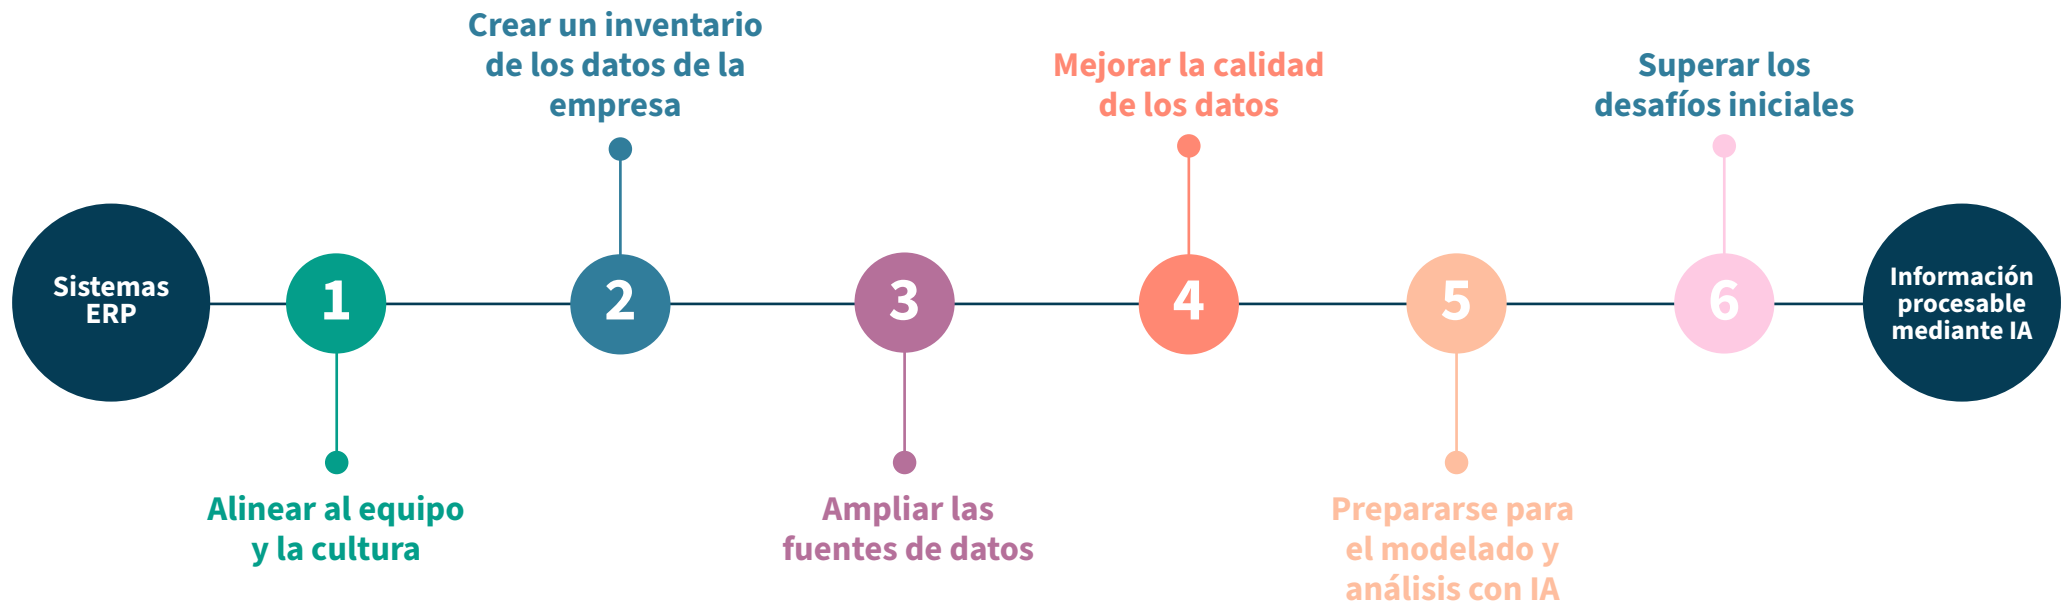 Sistemas
ERP
1
Alinear al equipo
y la cultura
Crear un inventario
de los datos de la
empresa
2
3
Ampliar las
fuentes de datos
Mejorar la calidad
de los datos
4
5
Prepararse para
el modelado y
análisis con IA
Superar los
desafíos iniciales
6
Información
procesable
mediante IA